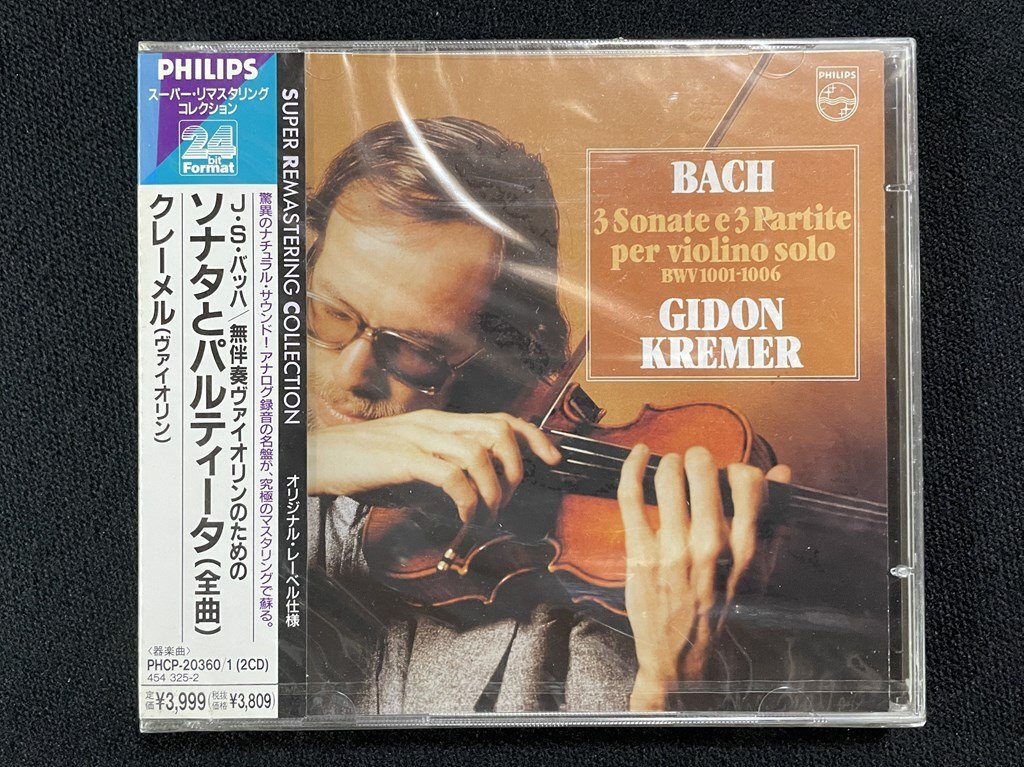 PHILIPS
スーパー・リマスタリング
コレクション
24
bit
Format
驚異のナチュラル・サウンド！ アナログ録音の名盤が、究極のマスタリングで蘇る。
J・S・バッハ／無伴奏ヴァイオリンのための
ソナタとパルティータ(全曲)
クレーメル(ヴァイオリン)
〈器楽曲〉
PHCP-20360/1 (2CD)
454 325-2
定価¥3,999(税抜価格¥3,809)
SUPER REMASTERING COLLECTION
オリジナル・レーベル仕様
PHILIPS
BACH
3 Sonate e 3 Partite
per violino solo
BWV 1001-1006
GIDON
KREMER